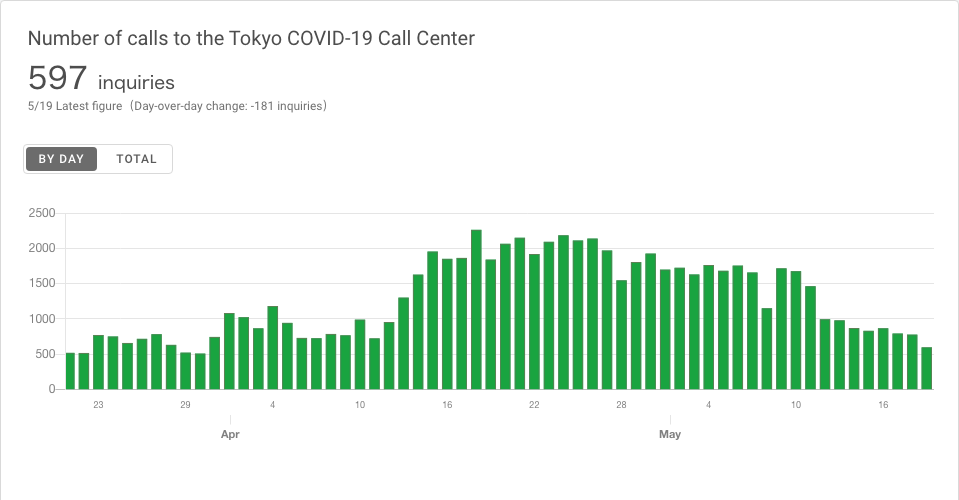 Number of calls to the Tokyo COVID-19 Call Center
597 inquiries
5/19 Latest figure（Day-over-day change: -181 inquiries）
BY DAY TOTAL
2500
2000
1500
1000
500
0
23 29 4 10 16 22 28 4 10 16
Apr May